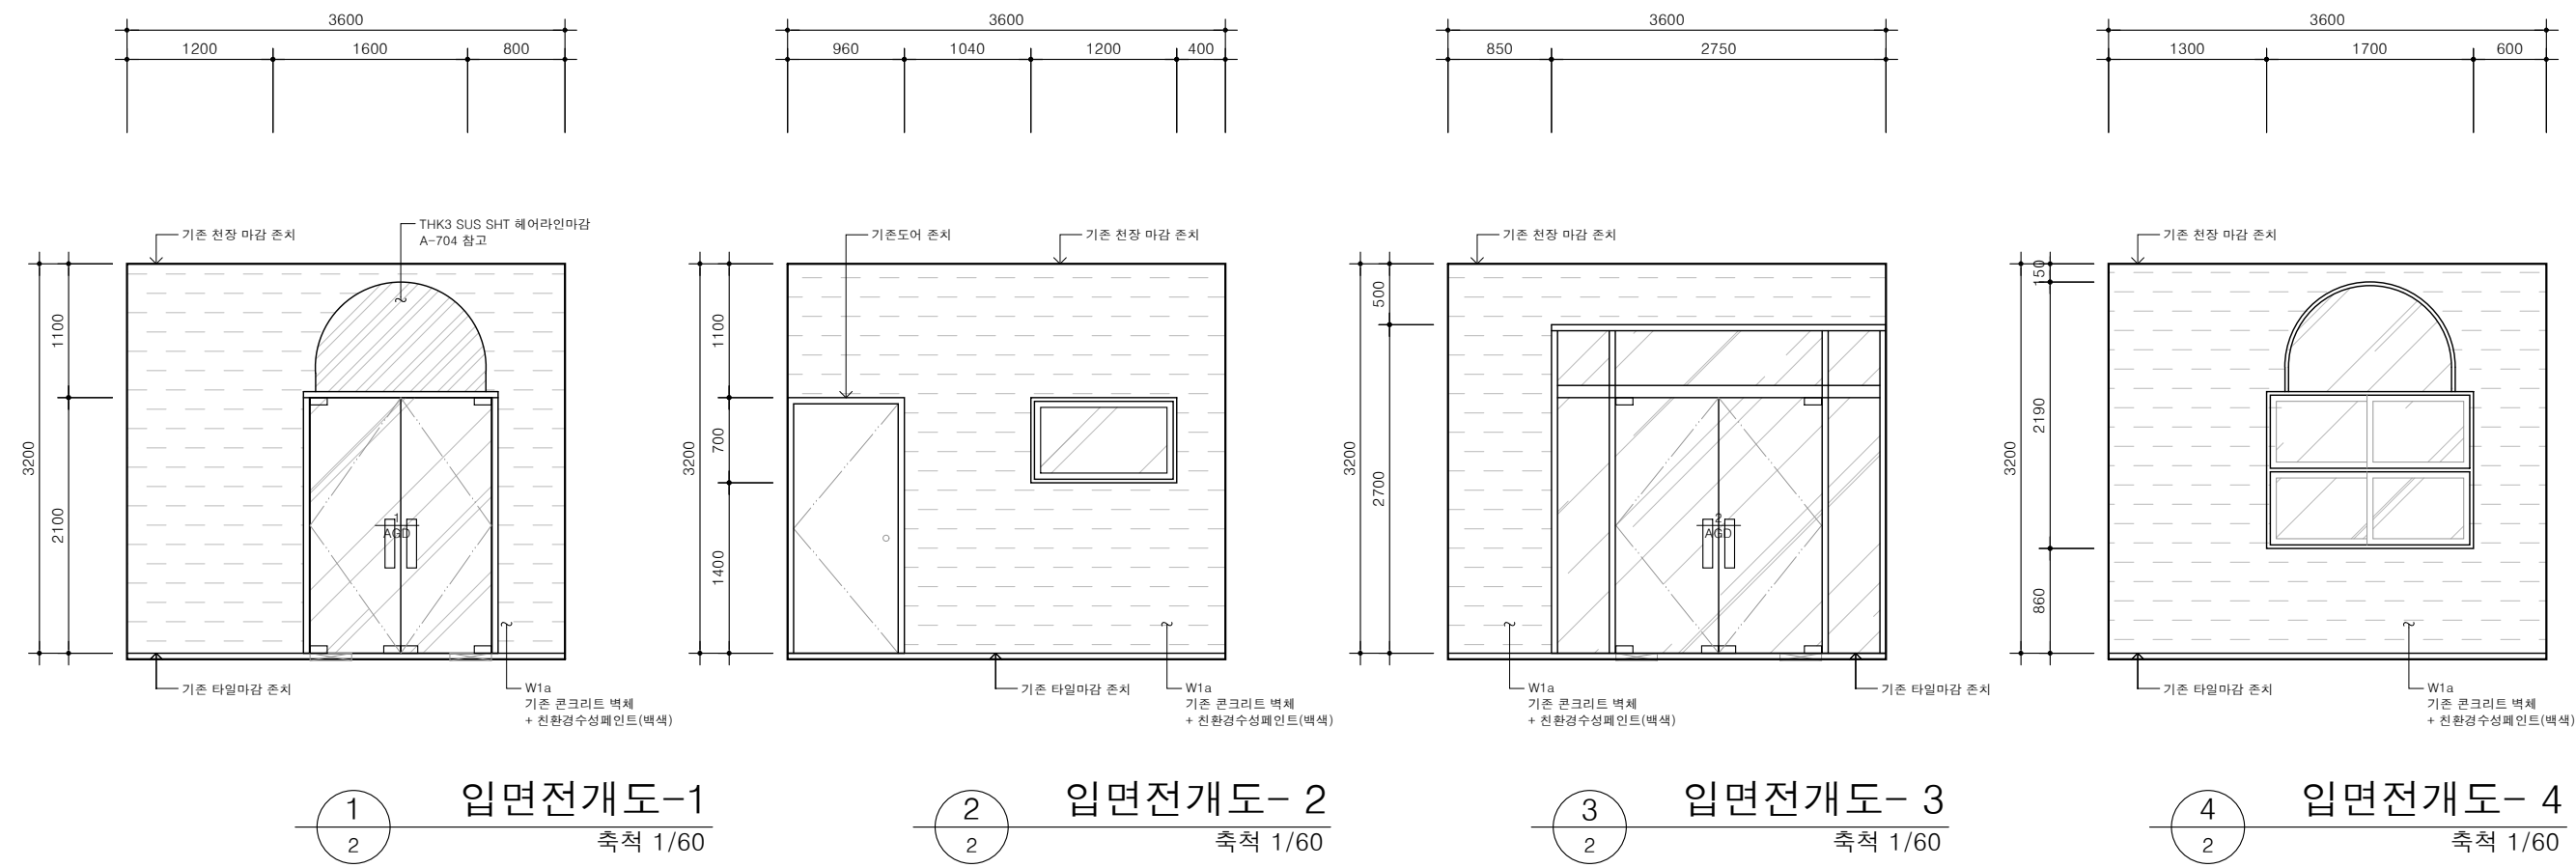 3600
1200 1600 800
기존 천장 마감 존치
THK3 SUS SHT 헤어라인마감
A-704 참고
3200
1100
2100
1
AGD
기존 타일마감 존치
W1a
기존 콘크리트 벽체
+ 친환경수성페인트(백색)
1
2
입면전개도-1
축척 1/60
3600
960 1040 1200 400
기존도어 존치
기존 천장 마감 존치
3200
1100
700
1400
기존 타일마감 존치
W1a
기존 콘크리트 벽체
+ 친환경수성페인트(백색)
2
2
입면전개도- 2
축척 1/60
3600
850 2750
기존 천장 마감 존치
3200
500
2700
2
AGD
W1a
기존 콘크리트 벽체
+ 친환경수성페인트(백색)
기존 타일마감 존치
3
2
입면전개도- 3
축척 1/60
3600
1300 1700 600
기존 천장 마감 존치
3200
150
2190
860
기존 타일마감 존치
W1a
기존 콘크리트 벽체
+ 친환경수성페인트(백색)
4
2
입면전개도- 4
축척 1/60